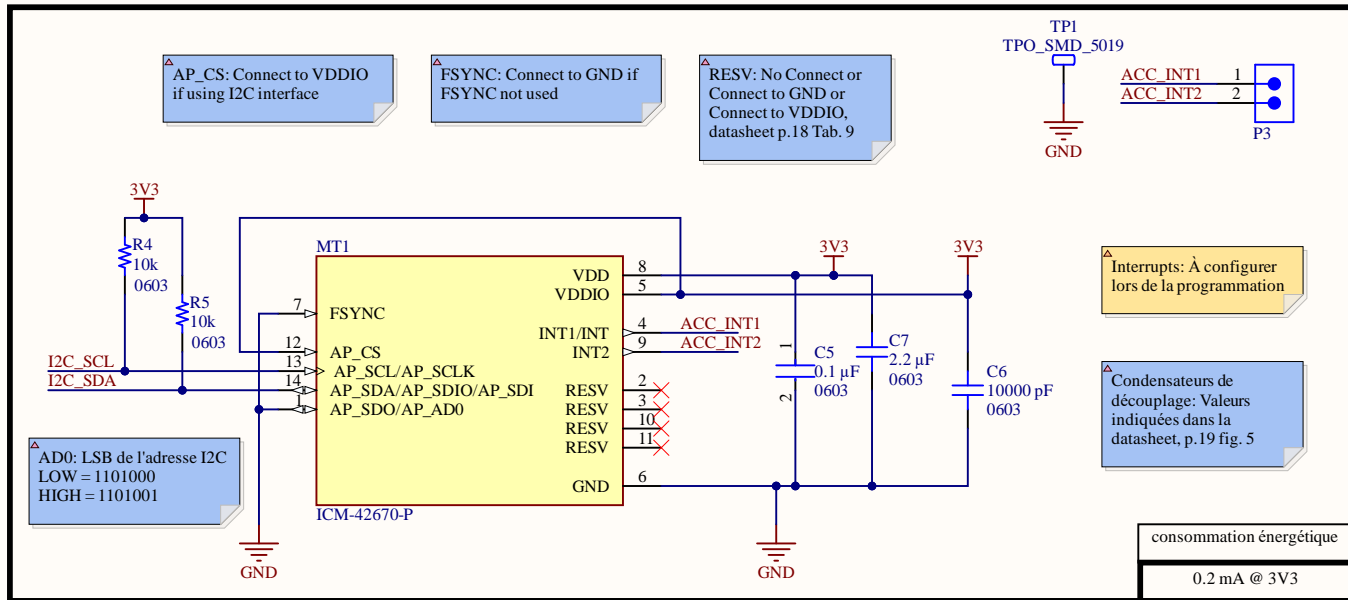 TP1
TPO_SMD_5019
GND
ACC_INT1 1
ACC_INT2 2
P3
AP_CS: Connect to VDDIO
if using I2C interface
FSYNC: Connect to GND if
FSYNC not used
RESV: No Connect or
Connect to GND or
Connect to VDDIO,
datasheet p.18 Tab. 9
3V3
R4
10k
0603
R5
10k
0603
I2C_SCL
I2C_SDA
MT1
7 FSYNC
12 AP_CS
13 AP_SCL/AP_SCLK
14 AP_SDA/AP_SDIO/AP_SDI
1 AP_SDO/AP_AD0
VDD 8
VDDIO 5
INT1/INT 4 ACC_INT1
INT2 9 ACC_INT2
RESV 2
RESV 3
RESV 10
RESV 11
GND 6
ICM-42670-P
GND
3V3
3V3
1
C5
0.1 µF
0603
2
C7
2.2 µF
0603
C6
10000 pF
0603
GND
Interrupts: À configurer
lors de la programmation
Condensateurs de
découplage: Valeurs
indiquées dans la
datasheet, p.19 fig. 5
AD0: LSB de l'adresse I2C
LOW = 1101000
HIGH = 1101001
consommation énergétique
0.2 mA @ 3V3